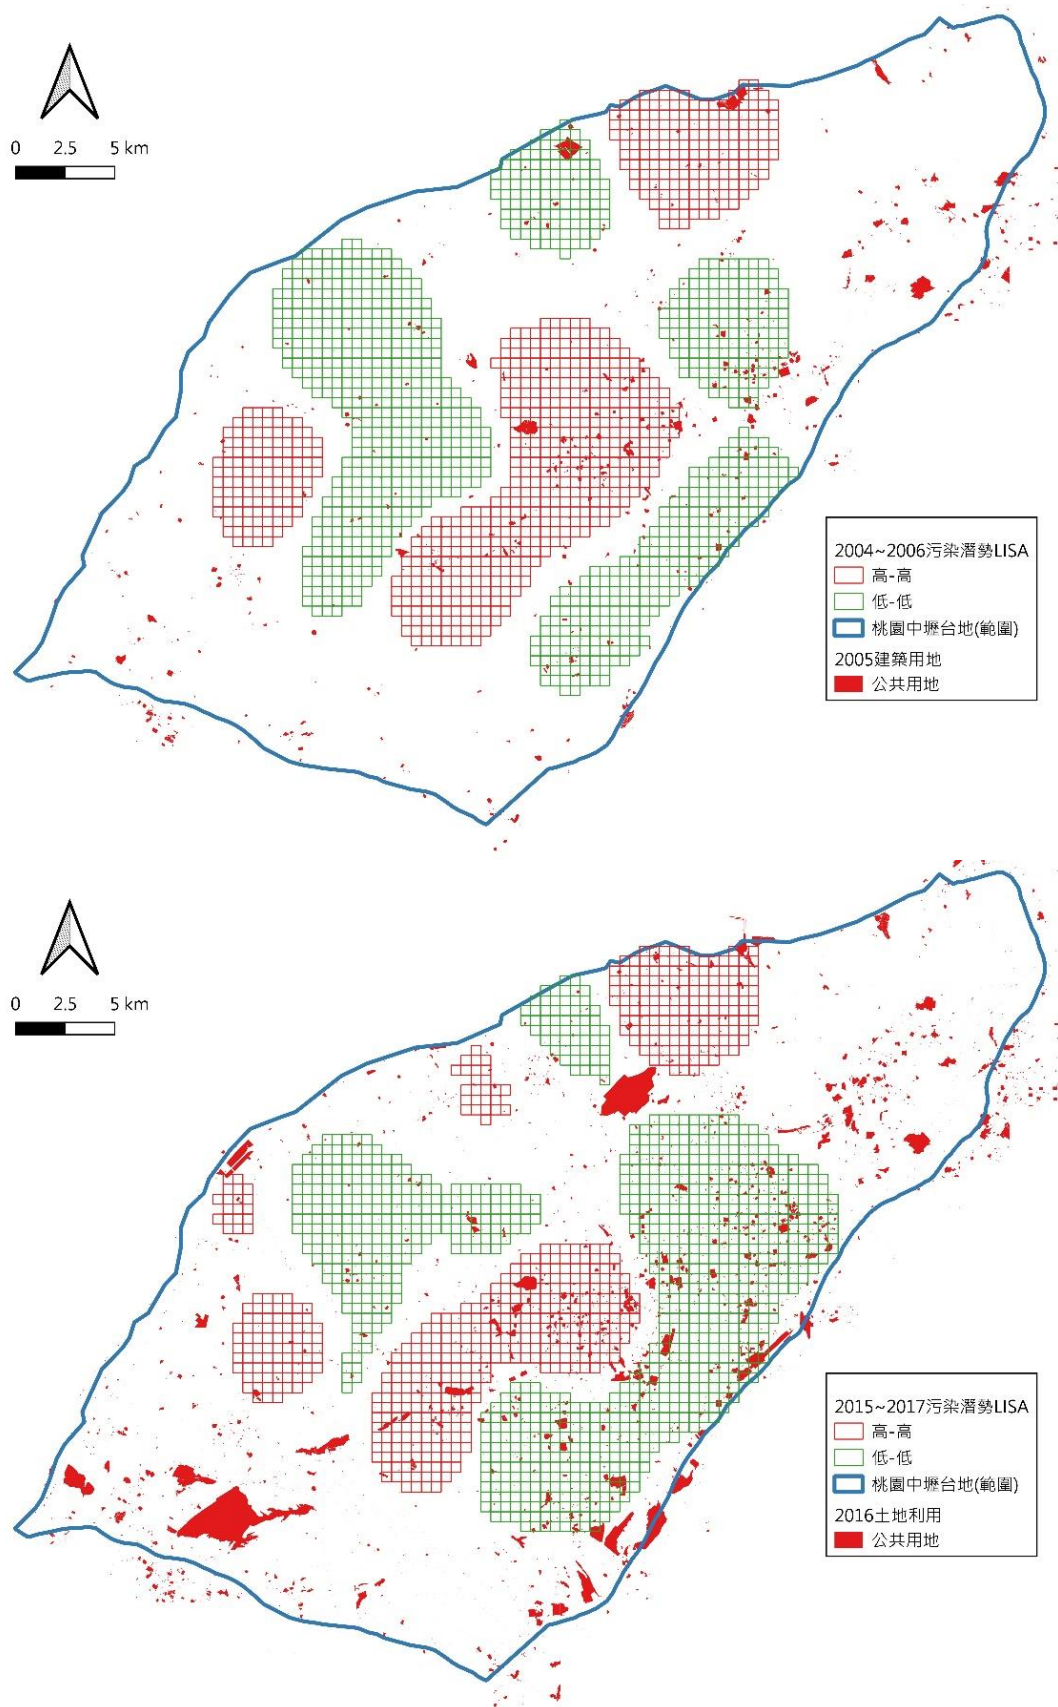 0 2.5 5 km
2004~2006污染潛勢LISA
高-高
低-低
桃園中壢台地(範圍)
2005建築用地
公共用地
0 2.5 5 km
2015~2017污染潛勢LISA
高-高
低-低
桃園中壢台地(範圍)
2016土地利用
公共用地